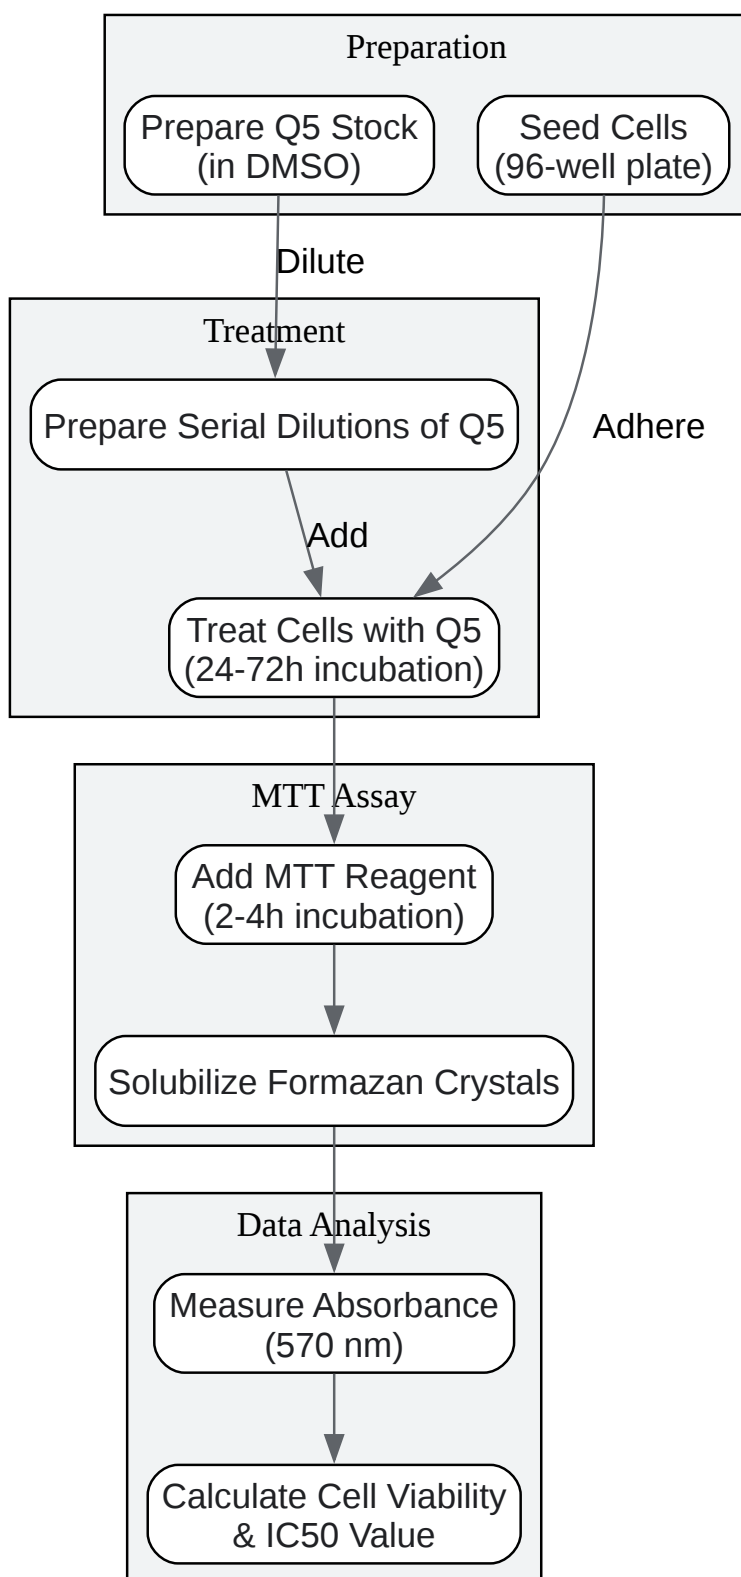 Preparation
Prepare Q5 Stock
(in DMSO)
Seed Cells
(96-well plate)
Dilute
Treatment
Prepare Serial Dilutions of Q5
Adhere
Add
Treat Cells with Q5
(24-72h incubation)
MTT Assay
Add MTT Reagent
(2-4h incubation)
Solubilize Formazan Crystals
Data Analysis
Measure Absorbance
(570 nm)
Calculate Cell Viability
& IC50 Value